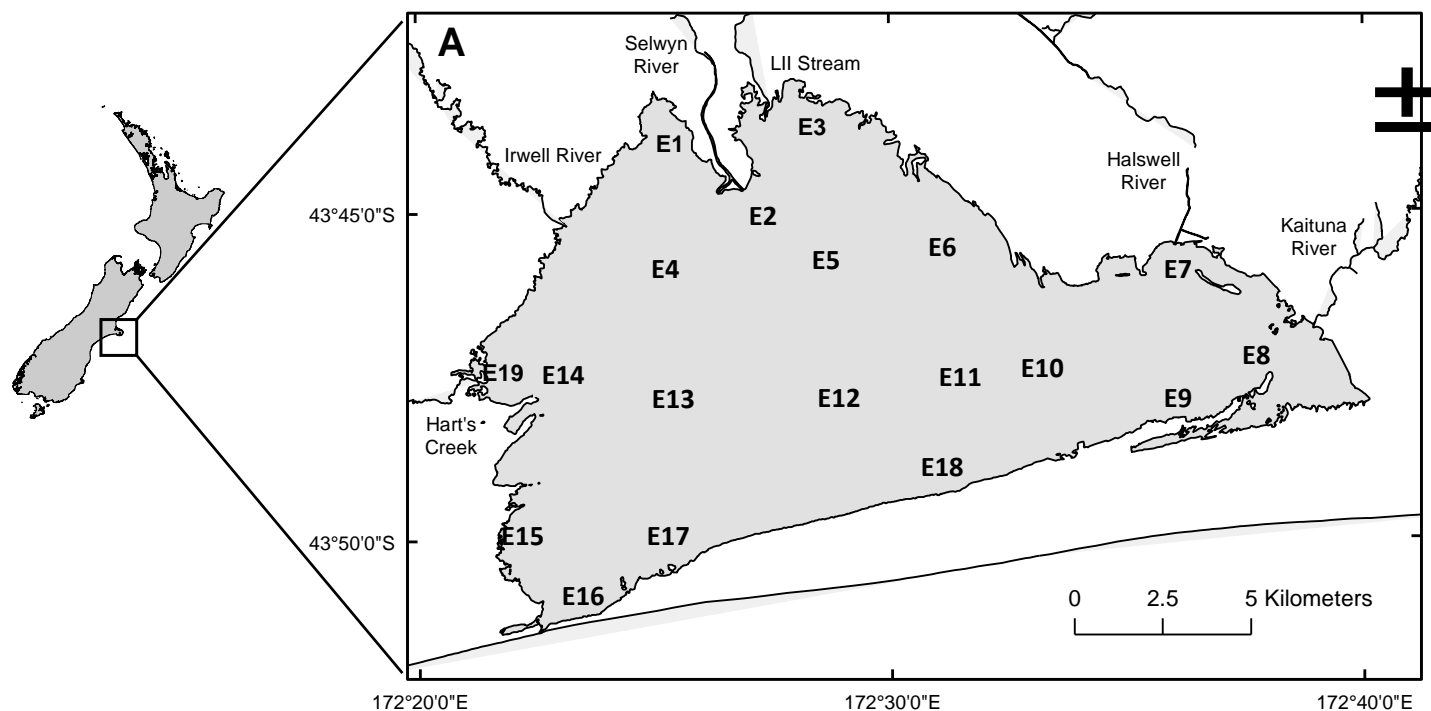 A
Selwyn
River
LII Stream
E1
E3
Irwell River
Halswell
River
43°45'0"S
E2
Kaituna
River
E4
E5
E6
E7
E19
E14
E13
E12
E11
E10
E8
E9
Hart's
Creek
E18
43°50'0"S
E15
E17
E16
0 2.5 5 Kilometers
172°20'0"E
172°30'0"E
172°40'0"E